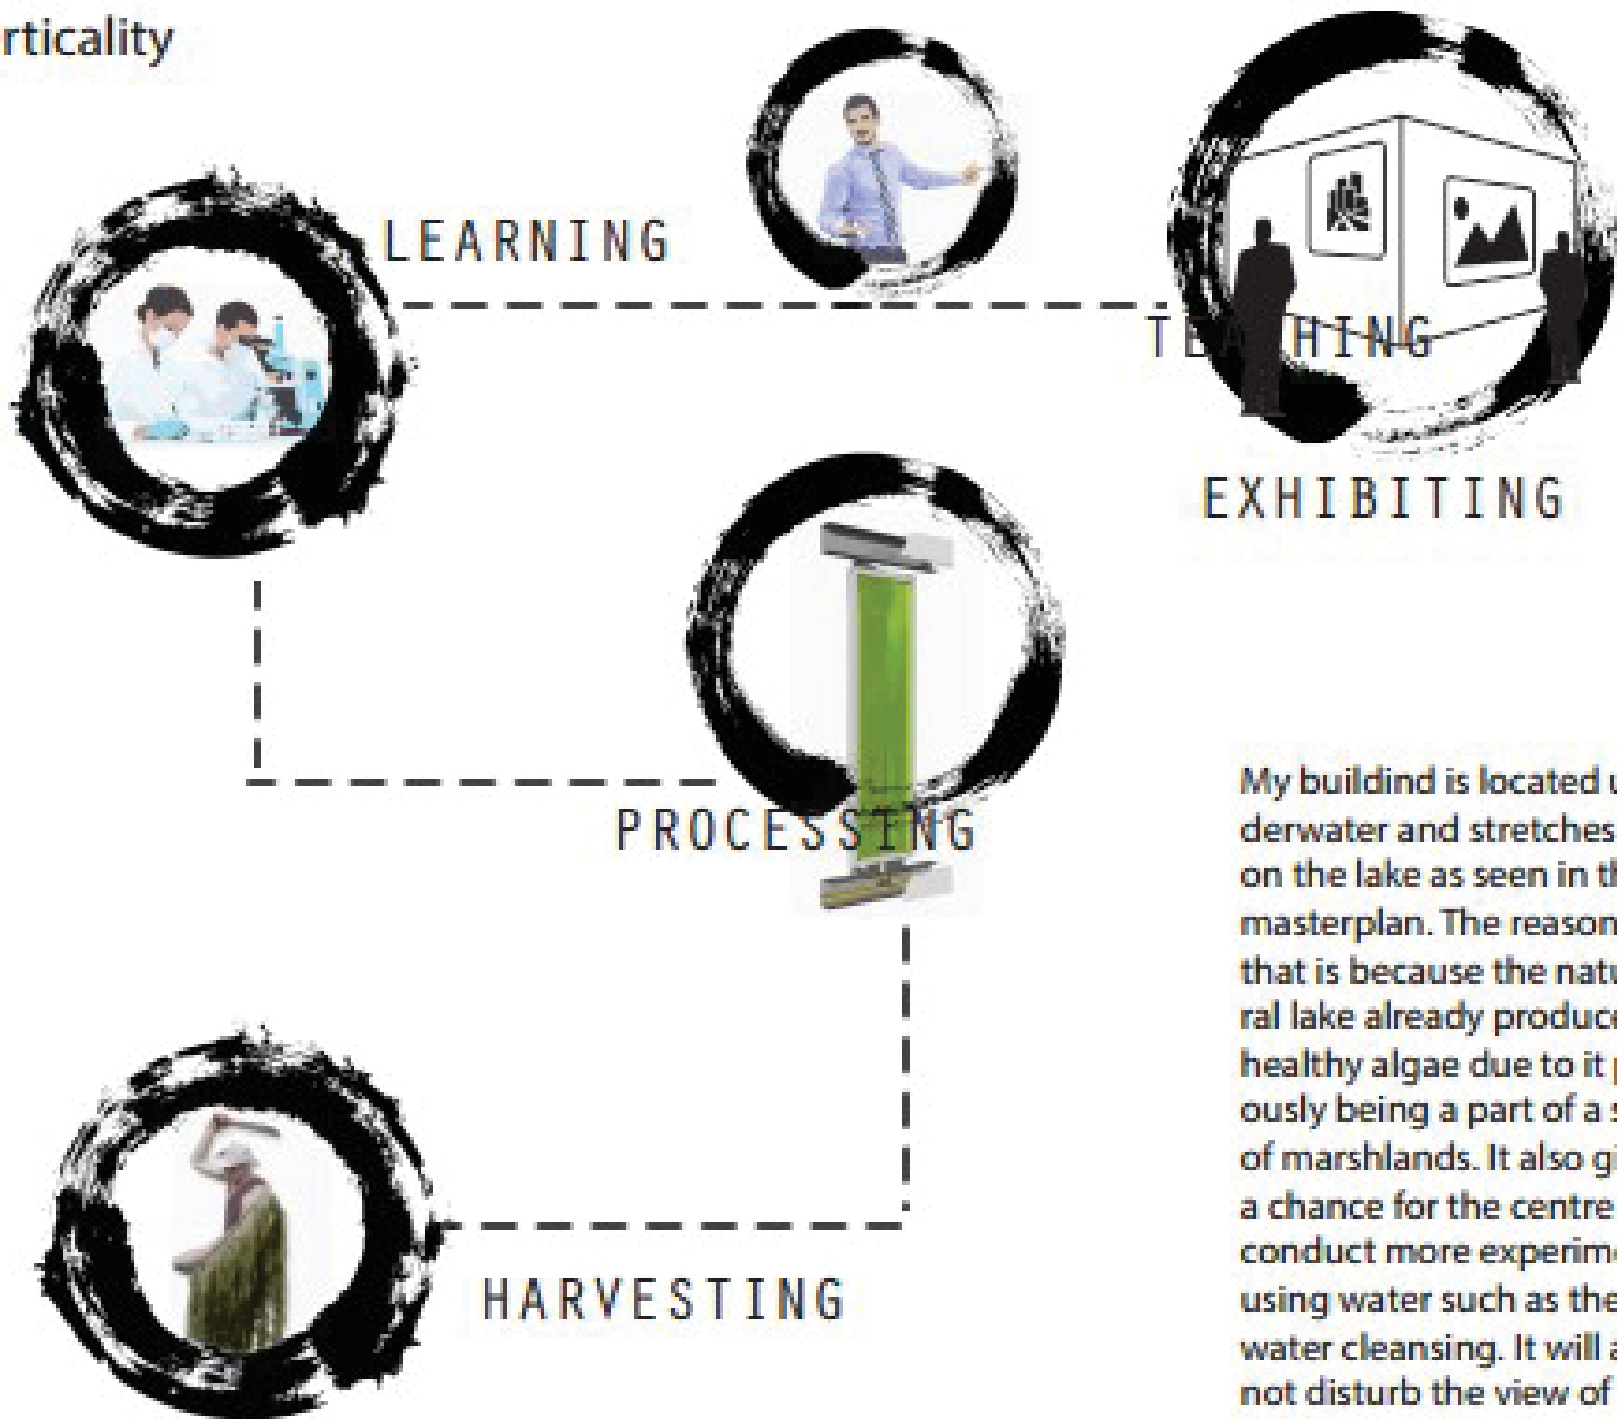 rticality
LEARNING
TEACHING
EXHIBITING
PROCESSING
HARVESTING
My buildind is located u
derwater and stretches
on the lake as seen in th
masterplan. The reason
that is because the natu
ral lake already produce
healthy algae due to it p
ously being a part of a s
of marshlands. It also gi
a chance for the centre
conduct more experime
using water such as the
water cleansing. It will a
not disturb the view of